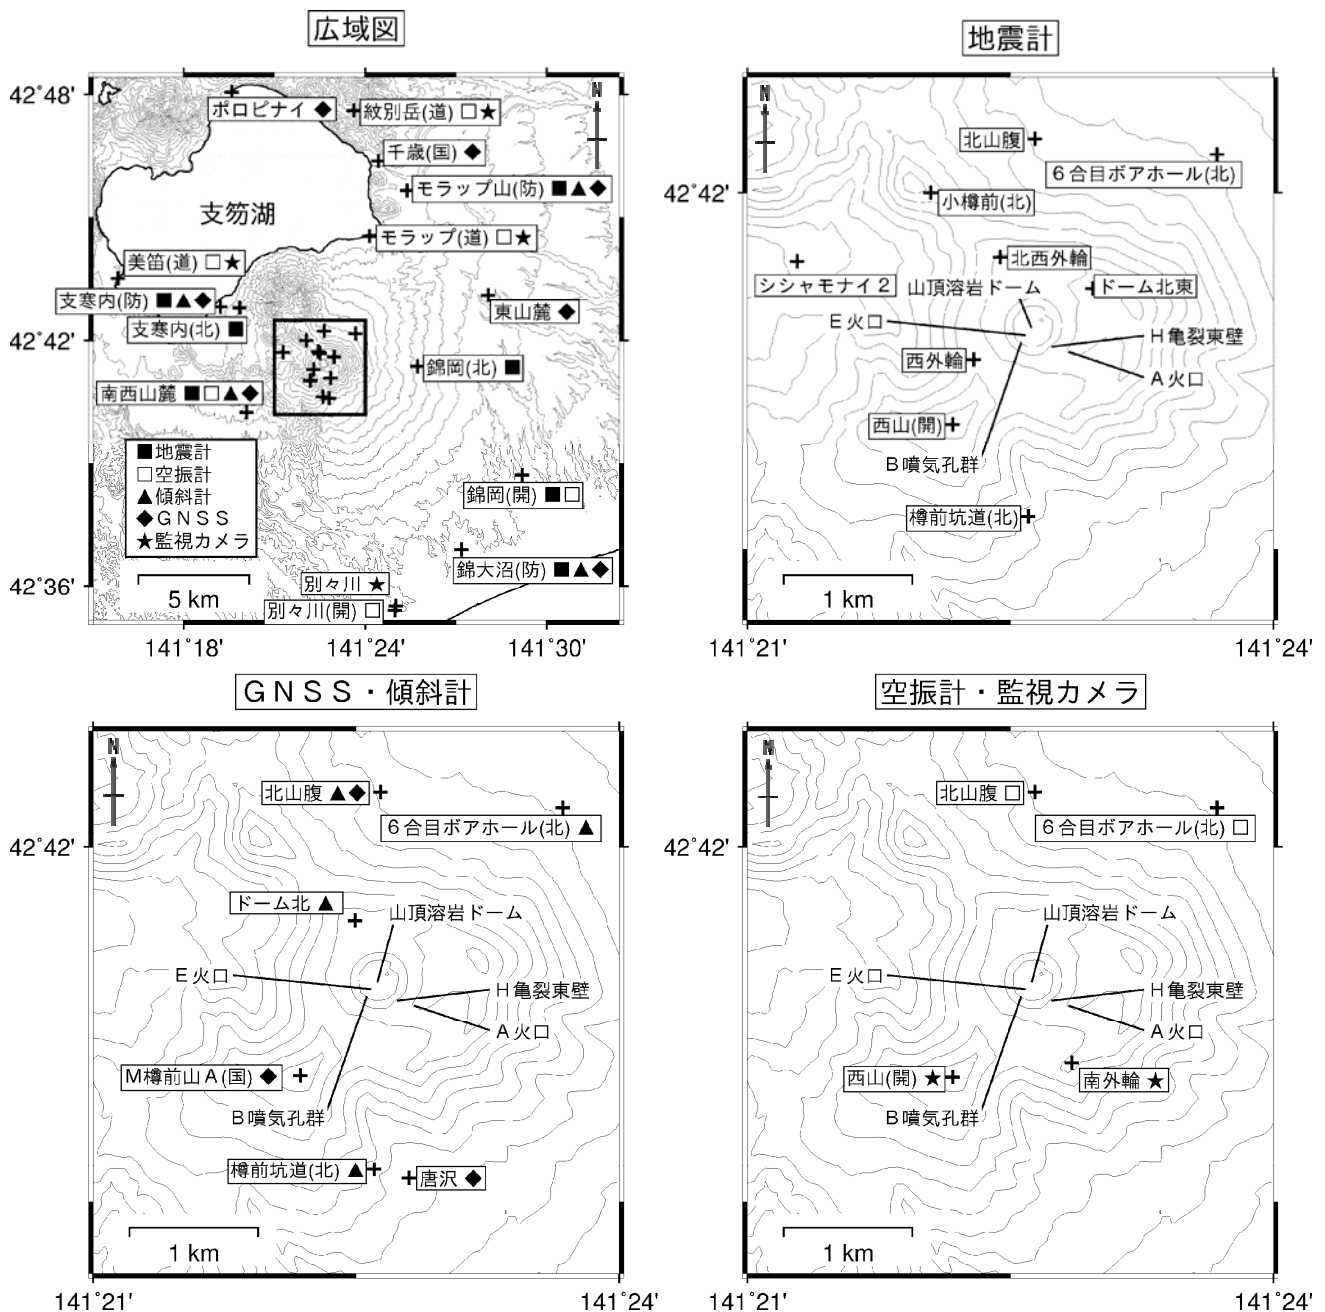 広域図
42°48'
42°42'
42°36'
N
ポロピナイ ◆
紋別岳(道) □★
千歳(国) ◆
モラップ山(防) ■▲◆
支笏湖
モラップ(道) □★
美笛(道) □★
支寒内(防) ■▲◆
支寒内(北) ■
東山麓 ◆
錦岡(北) ■
南西山麓 ■□▲◆
■地震計
□空振計
▲傾斜計
◆GNSS
★監視カメラ
錦岡(開) ■□
錦大沼(防) ■▲◆
別々川 ★
別々川(開) □
5 km
141°18'
141°24'
141°30'
地震計
N
42°42'
北山腹
6合目ボアホール(北)
小樽前(北)
北西外輪
シシャモナイ2
山頂溶岩ドーム
ドーム北東
E火口
H亀裂東壁
西外輪
A火口
西山(開)
B噴気孔群
樽前坑道(北)
1 km
141°21'
141°24'
GNSS・傾斜計
N
42°42'
北山腹 ▲◆
6合目ボアホール(北) ▲
ドーム北 ▲
山頂溶岩ドーム
E火口
H亀裂東壁
A火口
M樽前山A(国) ◆
B噴気孔群
樽前坑道(北) ▲
唐沢 ◆
1 km
141°21'
141°24'
空振計・監視カメラ
N
42°42'
北山腹 □
6合目ボアホール(北) □
山頂溶岩ドーム
E火口
H亀裂東壁
A火口
西山(開) ★
南外輪 ★
B噴気孔群
1 km
141°21'
141°24'